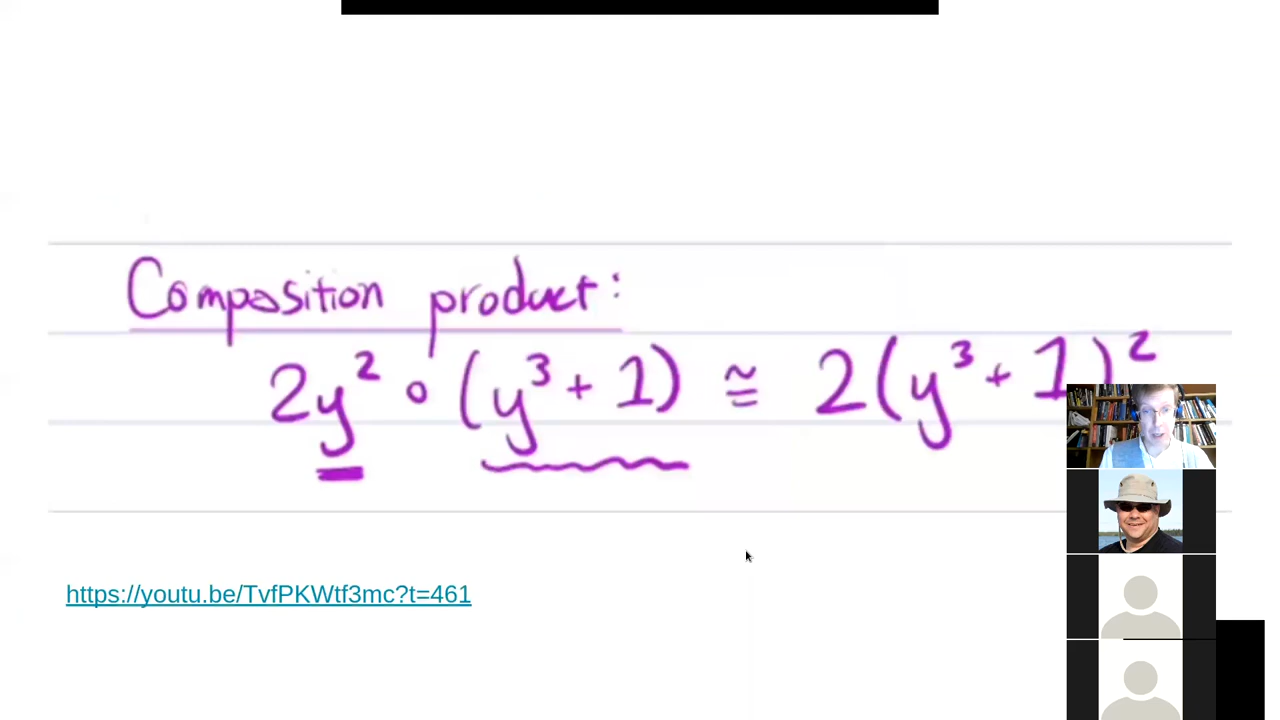 Composition product:
2y² ∘ (y³ + 1) ≅ 2(y³ + 1)²
https://youtu.be/TvfPKWtf3mc?t=461